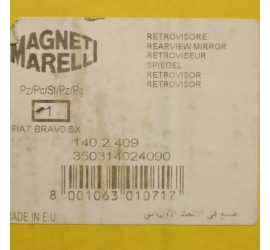 MAGNETI
MARELLI
RETROVISORE
REARVIEW MIRROR
RETROVISEUR
SPIEGEL
RETROVISOR
RETROVISOR
Pz/Pc/St/Pz/Pç
1
FIAT BRAVO SX
140.2.409
350314024090
8 001063 010717
MADE IN E.U.